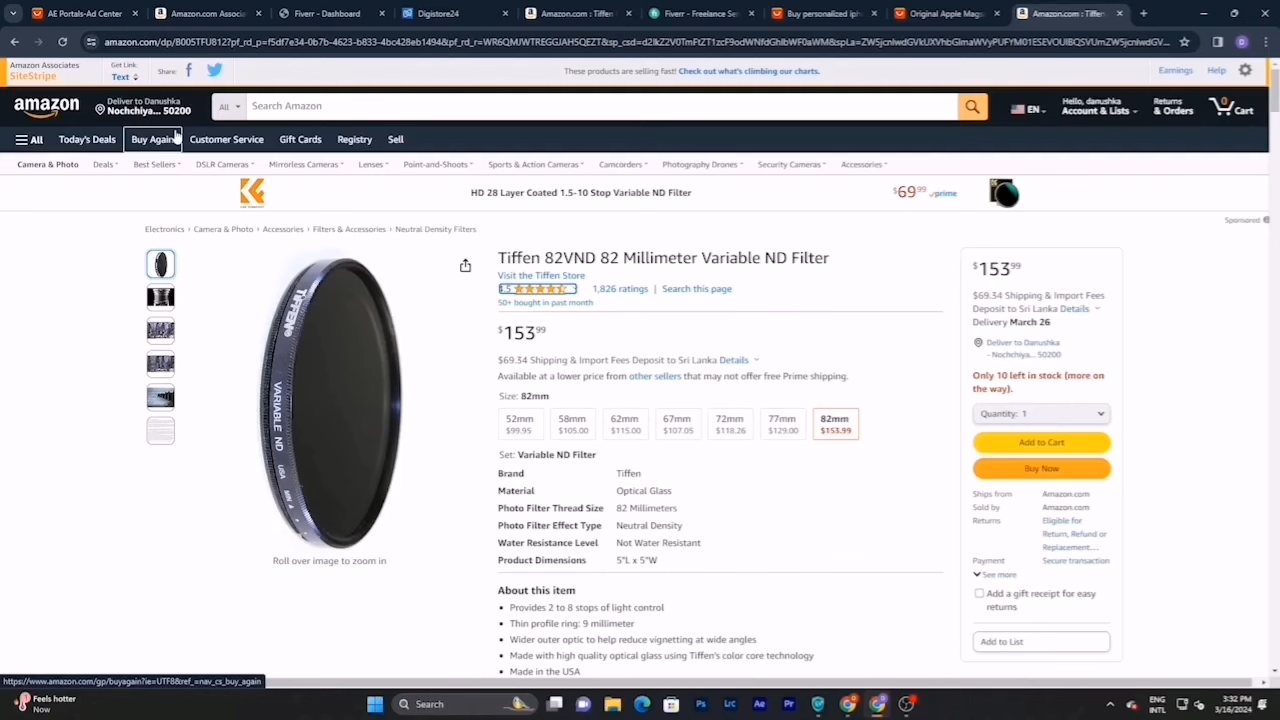 AliExpress Portals-Ad Center
Amazon.com Associa
Fiverr - Dashboard
Digistore24
Amazon.com : Tiffen
Fiverr - Freelance Ser
Buy personalized iph
Original Apple Mags
Amazon.com : Tiffen
Amazon Associates
SiteStripe
Get Link:
Text
Share:
These products are selling fast! Check out what's climbing our charts.
Earnings
Help
amazon
Deliver to Danushka
Nochchiya... 50200
All
Search Amazon
EN
Hello, danushka
Account & Lists
Returns
& Orders
0
Cart
All
Today's Deals
Buy Again
Customer Service
Gift Cards
Registry
Sell
Camera & Photo
Deals
Best Sellers
DSLR Cameras
Mirrorless Cameras
Lenses
Point-and-Shoots
Sports & Action Cameras
Camcorders
Photography Drones
Security Cameras
Accessories
HD 28 Layer Coated 1.5-10 Stop Variable ND Filter
$69.99 prime
Sponsored
Electronics › Camera & Photo › Accessories › Filters & Accessories › Neutral Density Filters
TIFFEN VARIABLE ND USA
Roll over image to zoom in
Tiffen 82VND 82 Millimeter Variable ND Filter
Visit the Tiffen Store
4.5
1,826 ratings | Search this page
50+ bought in past month
$153.99
$69.34 Shipping & Import Fees Deposit to Sri Lanka Details
Available at a lower price from other sellers that may not offer free Prime shipping.
Size: 82mm
52mm
$99.95
58mm
$105.00
62mm
$115.00
67mm
$107.05
72mm
$118.26
77mm
$129.00
82mm
$153.99
Set: Variable ND Filter
Brand Tiffen
Material Optical Glass
Photo Filter Thread Size 82 Millimeters
Photo Filter Effect Type Neutral Density
Water Resistance Level Not Water Resistant
Product Dimensions 5"L x 5"W
About this item
• Provides 2 to 8 stops of light control
• Thin profile ring: 9 millimeter
• Wider outer optic to help reduce vignetting at wide angles
• Made with high quality optical glass using Tiffen's color core technology
• Made in the USA
$153.99
$69.34 Shipping & Import Fees
Deposit to Sri Lanka Details
Delivery March 26
Deliver to Danushka
- Nochchiya... 50200
Only 10 left in stock (more on
the way).
Quantity: 1
Add to Cart
Buy Now
Ships from Amazon.com
Sold by Amazon.com
Returns Eligible for
Return, Refund or
Replacement...
Payment Secure transaction
See more
Add a gift receipt for easy
returns
Add to List
https://www.amazon.com/gp/buyagain?ie=UTF8&ref_=nav_cs_buy_again
Feels hotter
Now
Search
Ps
Lrc
Ae
Pr
ENG
INTL
3:32 PM
3/16/2024